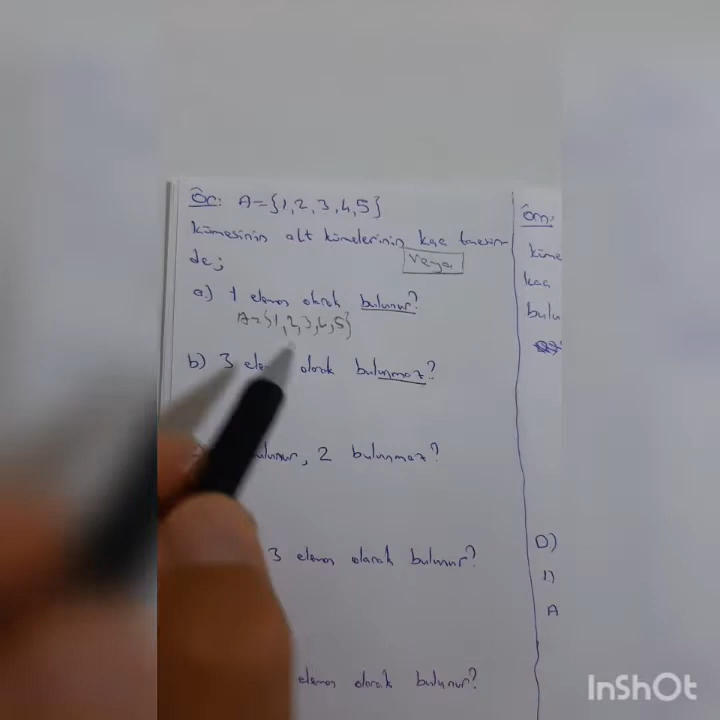 Ör: A={1,2,3,4,5}
kümesinin alt kümelerinin kaç tanesin
de;
veya
a) 1 eleman olarak bulunur?
A={1,2,3,4,5}
b) 3 olarak bulunmaz?
2 bulunmaz?
3 eleman olarak bulunur?
eleman olarak bulunur?
Örn:
küme
kaç
bulu
D)
1)
A
InShOt